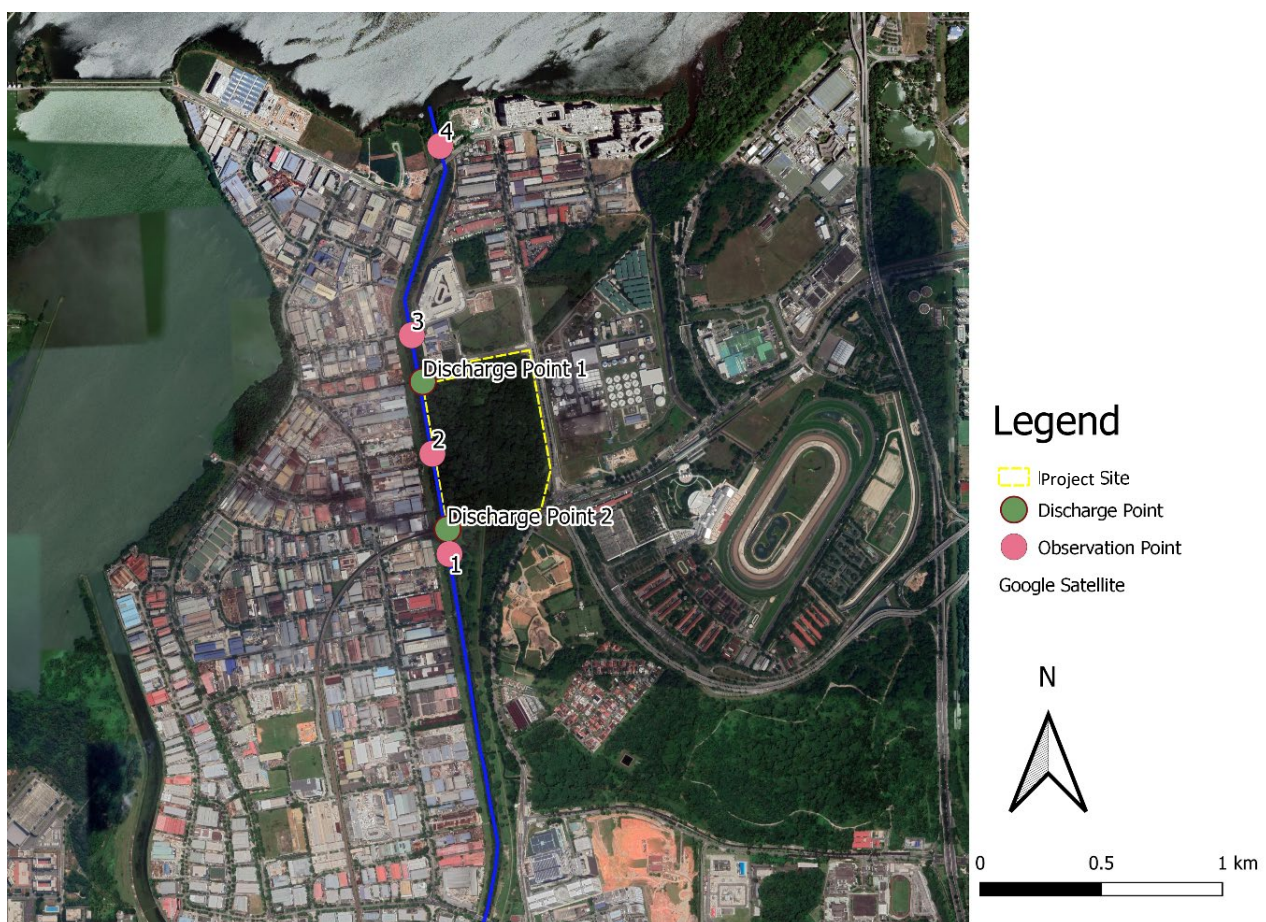 4
3
Discharge Point 1
2
Discharge Point 2
1
Legend
Project Site
Discharge Point
Observation Point
Google Satellite
N
0 0.5 1 km